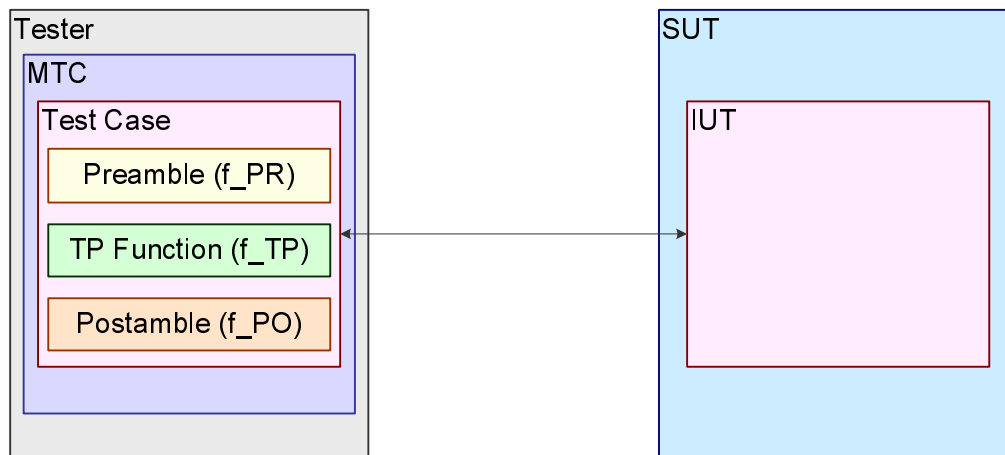 Tester
MTC
Test Case
Preamble (f_PR)
TP Function (f_TP)
Postamble (f_PO)
SUT
IUT